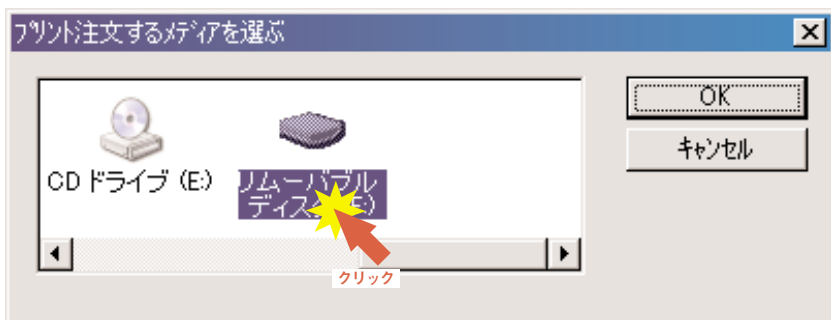 プリント注文するメディアを選ぶ
OK
キャンセル
CD ドライブ (E:)
リムーバブル
ディスク
クリック